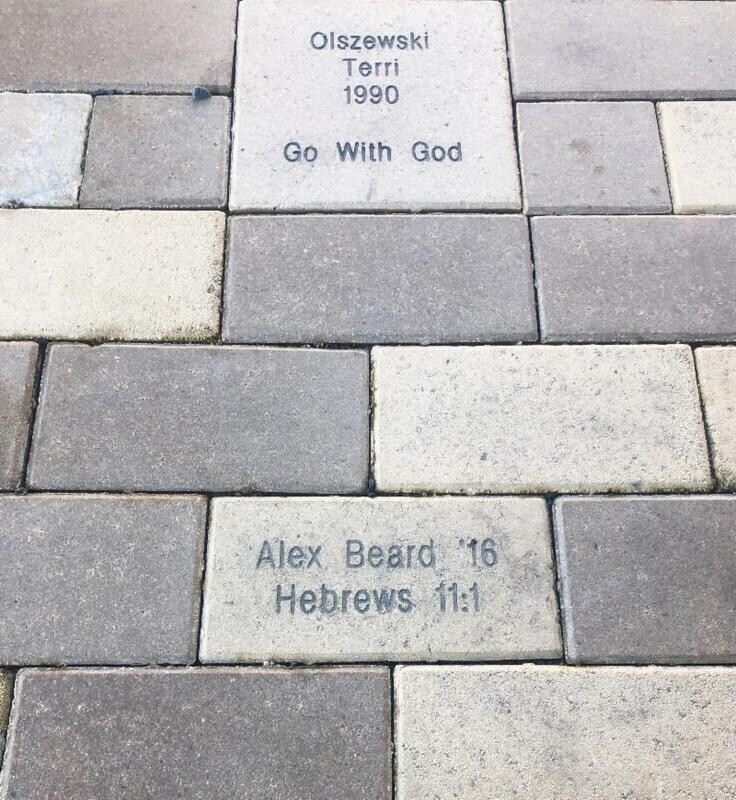 Olszewski
Terri
1990
Go With God
Alex Beard '16
Hebrews 11:1